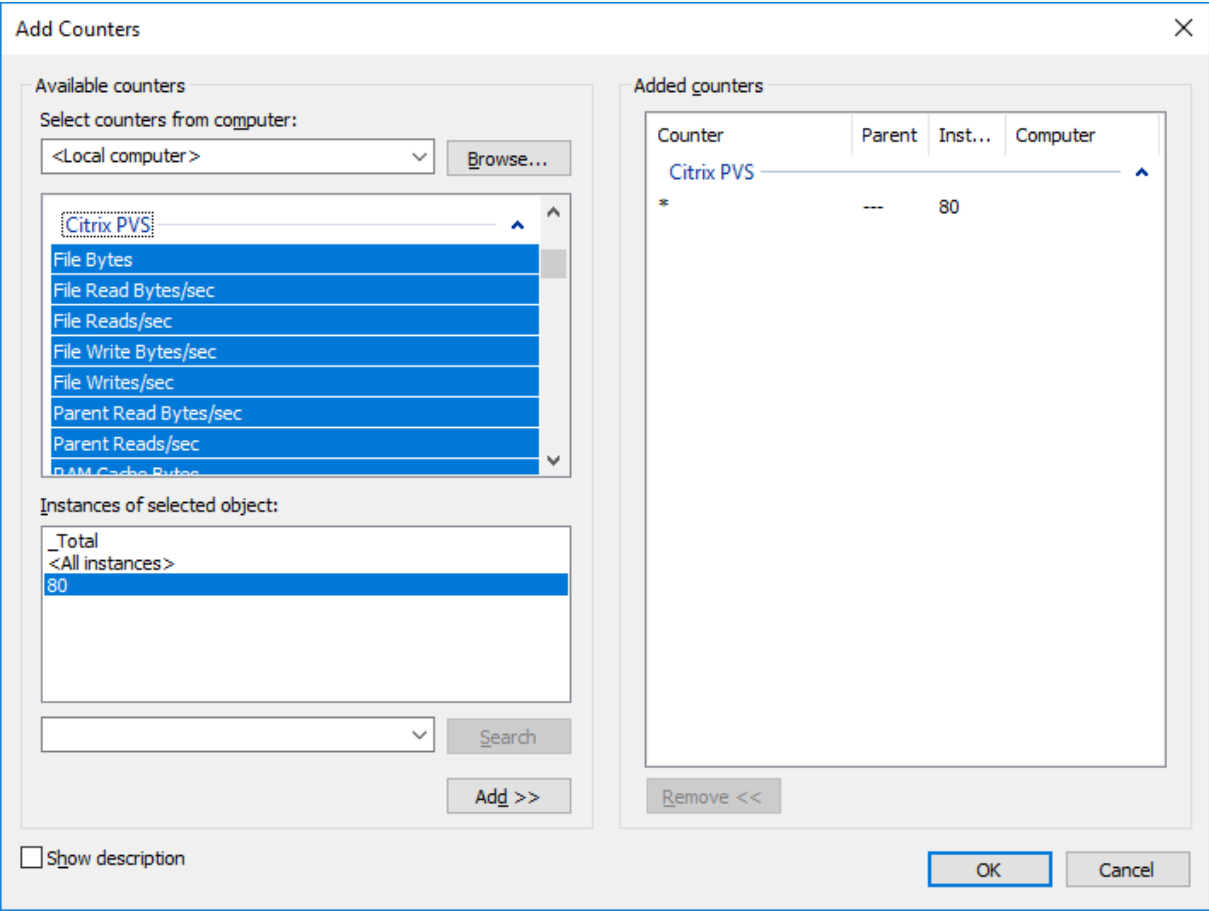 Add Counters
Available counters
Select counters from computer:
<Local computer>
Browse...
Citrix PVS
File Bytes
File Read Bytes/sec
File Reads/sec
File Write Bytes/sec
File Writes/sec
Parent Read Bytes/sec
Parent Reads/sec
RAM Cache Bytes
Instances of selected object:
_Total
<All instances>
80
Search
Add >>
Show description
Added counters
Counter Parent Inst... Computer
Citrix PVS
* --- 80
Remove <<
OK Cancel